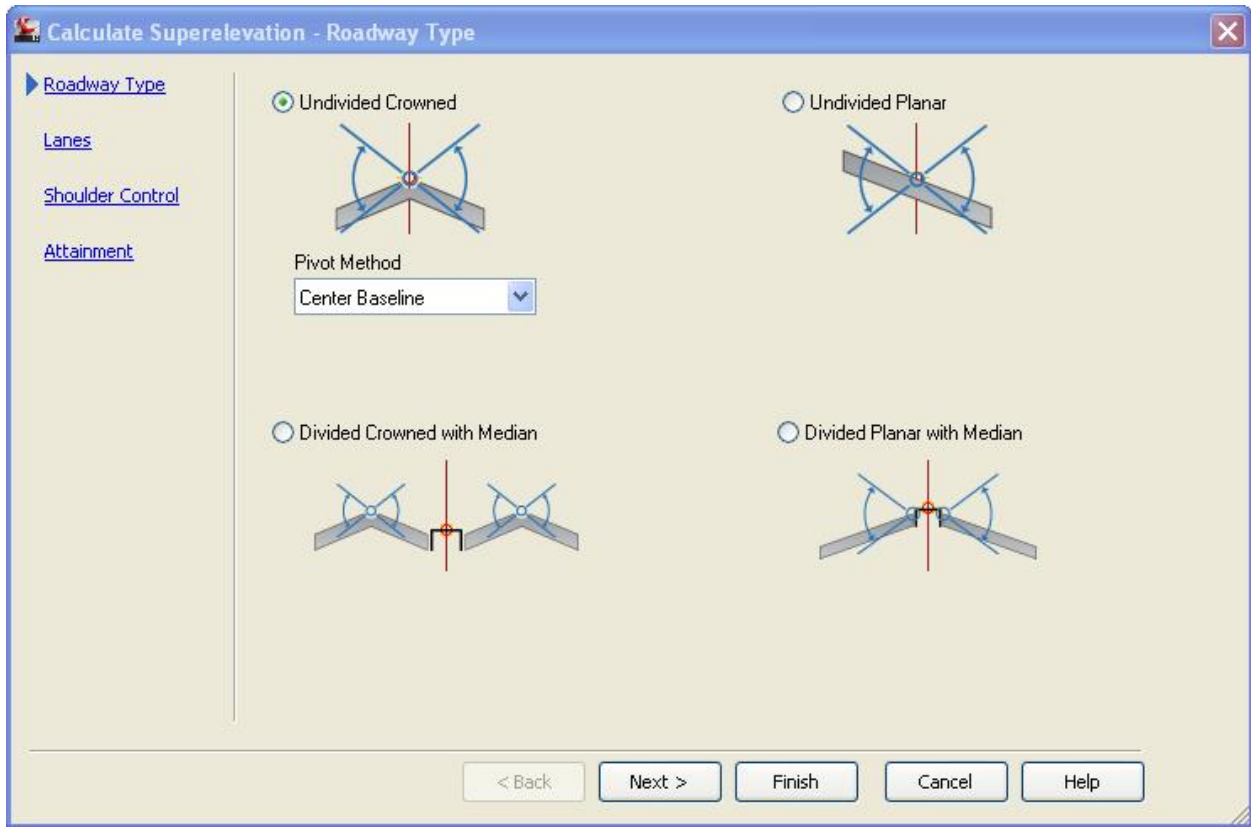 Calculate Superelevation - Roadway Type
Roadway Type
Lanes
Shoulder Control
Attainment
Undivided Crowned
Undivided Planar
Pivot Method
Center Baseline
Divided Crowned with Median
Divided Planar with Median
< Back
Next >
Finish
Cancel
Help